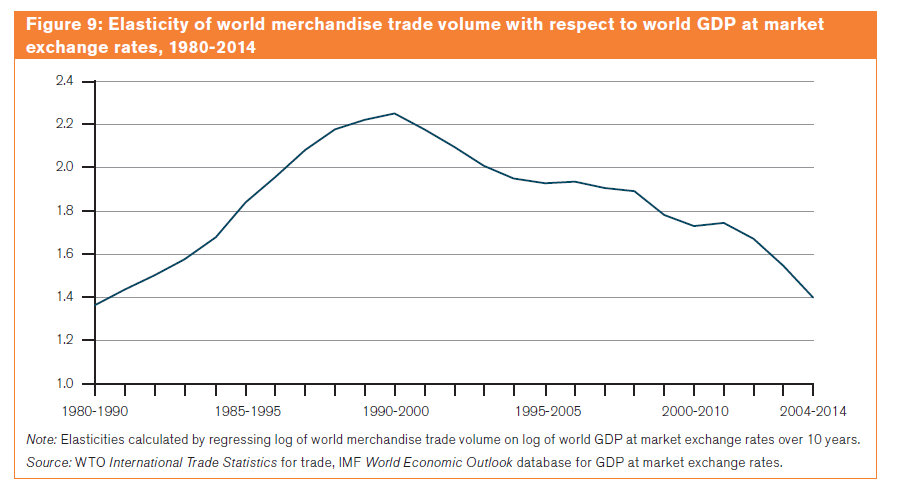 Figure 9: Elasticity of world merchandise trade volume with respect to world GDP at market
exchange rates, 1980-2014
2.4
2.2
2.0
1.8
1.6
1.4
1.2
1.0
1980-1990 1985-1995 1990-2000 1995-2005 2000-2010 2004-2014
Note: Elasticities calculated by regressing log of world merchandise trade volume on log of world GDP at market exchange rates over 10 years.
Source: WTO International Trade Statistics for trade, IMF World Economic Outlook database for GDP at market exchange rates.